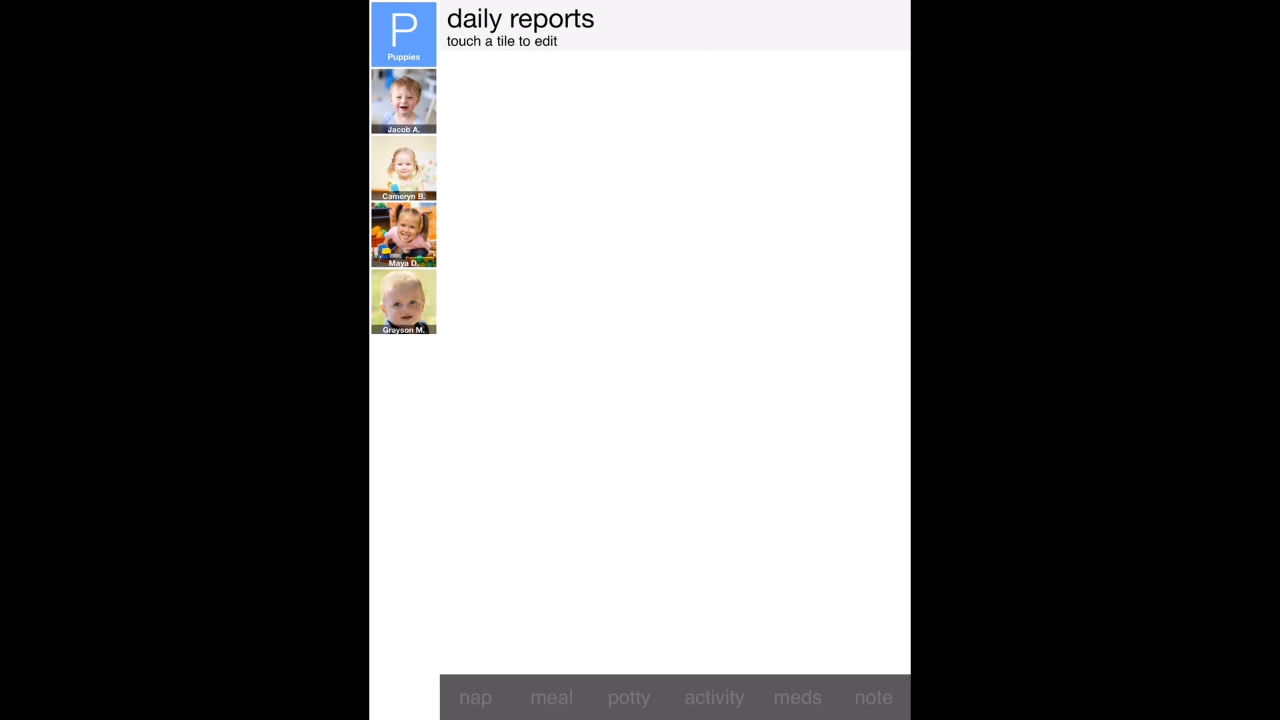 P
Puppies
Jacob A.
Cameryn B.
Maya D.
Grayson M.
daily reports
touch a tile to edit
nap meal potty activity meds note